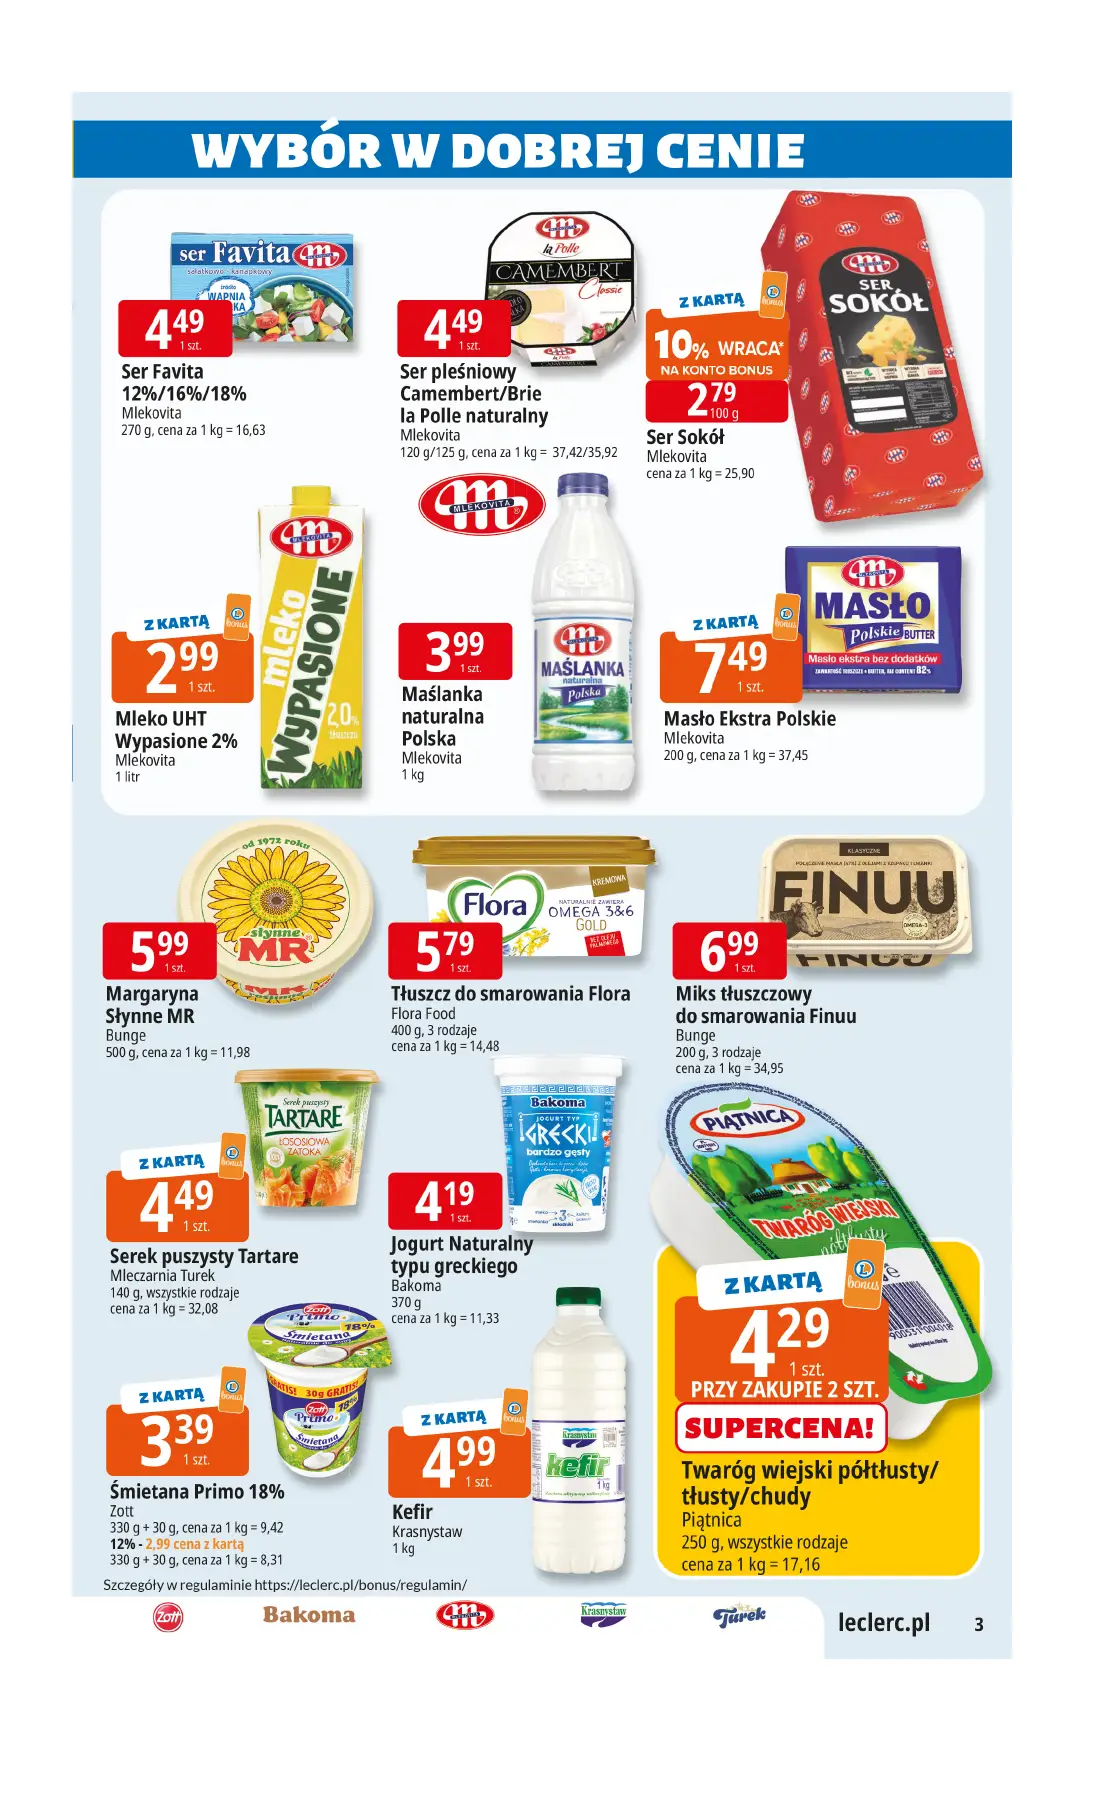 WYBÓR W DOBREJ CENIE
ser Favita
sałatkowo - kanapkowy
źródło
WAPNIA
4 49
1 szt.
Ser Favita
12%/16%/18%
Mlekovita
270 g, cena za 1 kg = 16,63
la Polle
CAMEMBERT
Classic
4 49
1 szt.
Ser pleśniowy
Camembert/Brie
la Polle naturalny
Mlekovita
120 g/125 g, cena za 1 kg = 37,42/35,92
Z KARTĄ
bonus
10% WRACA*
NA KONTO BONUS
2 79
100 g
Ser Sokół
Mlekovita
cena za 1 kg = 25,90
SER
SOKÓŁ
MLEKOVITA
mleko
WYPASIONE
2,0%
tłuszczu
Z KARTĄ
bonus
2 99
1 szt.
Mleko UHT
Wypasione 2%
Mlekovita
1 litr
MLEKOVITA
3 99
1 szt.
Maślanka
naturalna
Polska
Mlekovita
1 kg
MAŚLANKA
naturalna
Polska
Z KARTĄ
bonus
7 49
1 szt.
MASŁO
Polskie BUTTER
Masło ekstra bez dodatków
Masło Ekstra Polskie
Mlekovita
200 g, cena za 1 kg = 37,45
od 1972 roku
słynne
MR
5 99
1 szt.
Margaryna
Słynne MR
Bunge
500 g, cena za 1 kg = 11,98
Flora
KREMOWA
NATURALNIE ZAWIERA
OMEGA 3&6
GOLD
BEZ OLEJU
PALMOWEGO
5 79
1 szt.
Tłuszcz do smarowania Flora
Flora Food
400 g, 3 rodzaje
cena za 1 kg = 14,48
KLASYCZNE
FINUU
OMEGA-3
FINUU
6 99
1 szt.
Miks tłuszczowy
do smarowania Finuu
Bunge
200 g, 3 rodzaje
cena za 1 kg = 34,95
Serek puszysty
TARTARE
ŁOSOSIOWA
ZATOKA
Z KARTĄ
bonus
4 49
1 szt.
Serek puszysty Tartare
Mleczarnia Turek
140 g, wszystkie rodzaje
cena za 1 kg = 32,08
Bakoma
JOGURT TYP
GRECKI
bardzo gęsty
3
składniki
4 19
1 szt.
Jogurt Naturalny
typu greckiego
Bakoma
370 g
cena za 1 kg = 11,33
PIĄTNICA
TWARÓG WIEJSKI
półtłusty
Z KARTĄ
bonus
4 29
1 szt.
PRZY ZAKUPIE 2 SZT.
SUPERCENA!
Twaróg wiejski półtłusty/
tłusty/chudy
Piątnica
250 g, wszystkie rodzaje
cena za 1 kg = 17,16
Zott
Primo
18%
Śmietana
GRATIS! 30g GRATIS!
Zott
Primo
18%
Śmietana
Z KARTĄ
bonus
3 39
1 szt.
Śmietana Primo 18%
Zott
330 g + 30 g, cena za 1 kg = 9,42
12% - 2,99 cena z kartą
330 g + 30 g, cena za 1 kg = 8,31
Z KARTĄ
bonus
4 99
1 szt.
Kefir
Krasnystaw
1 kg
Krasnystaw
kefir
1 kg
Szczegóły w regulaminie https://leclerc.pl/bonus/regulamin/
Zott
Bakoma
MLEKOVITA
Krasnystaw
Turek
leclerc.pl
3